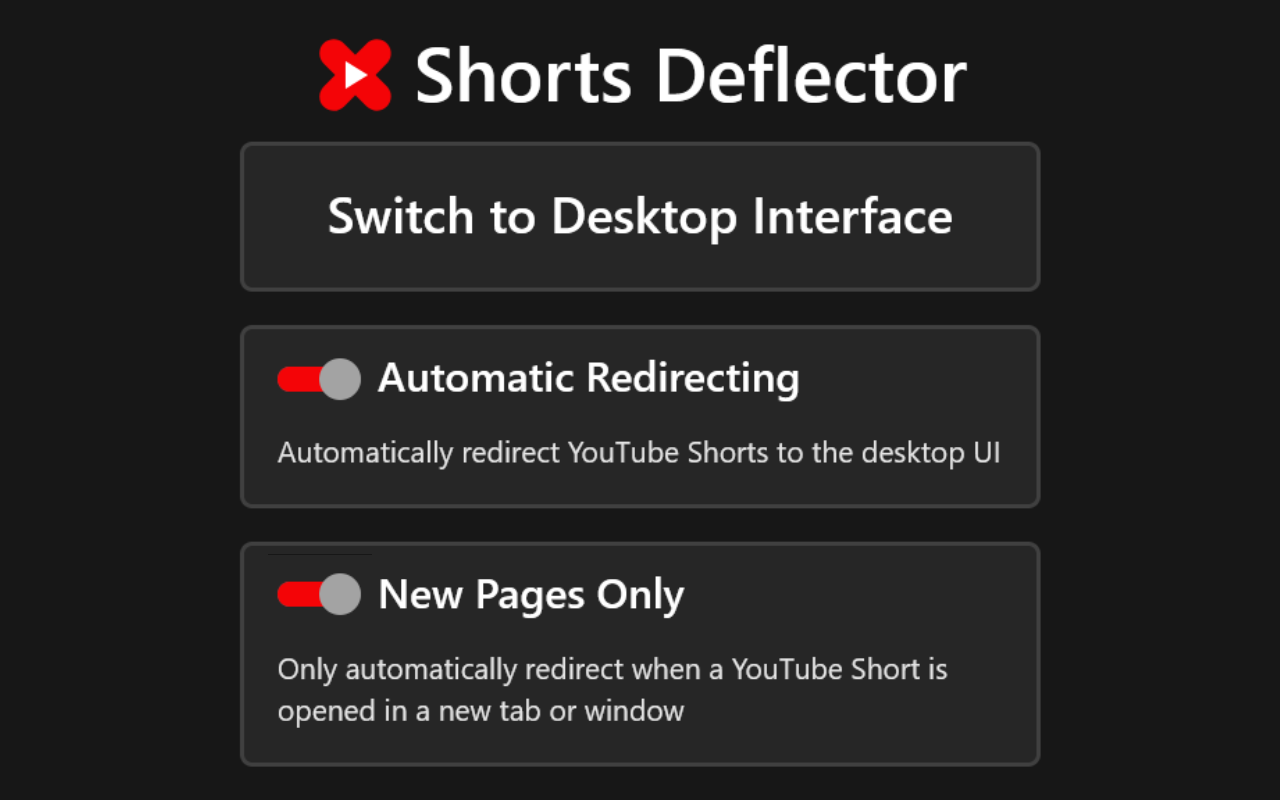 Shorts Deflector
Switch to Desktop Interface
Automatic Redirecting
Automatically redirect YouTube Shorts to the desktop UI
New Pages Only
Only automatically redirect when a YouTube Short is
opened in a new tab or window